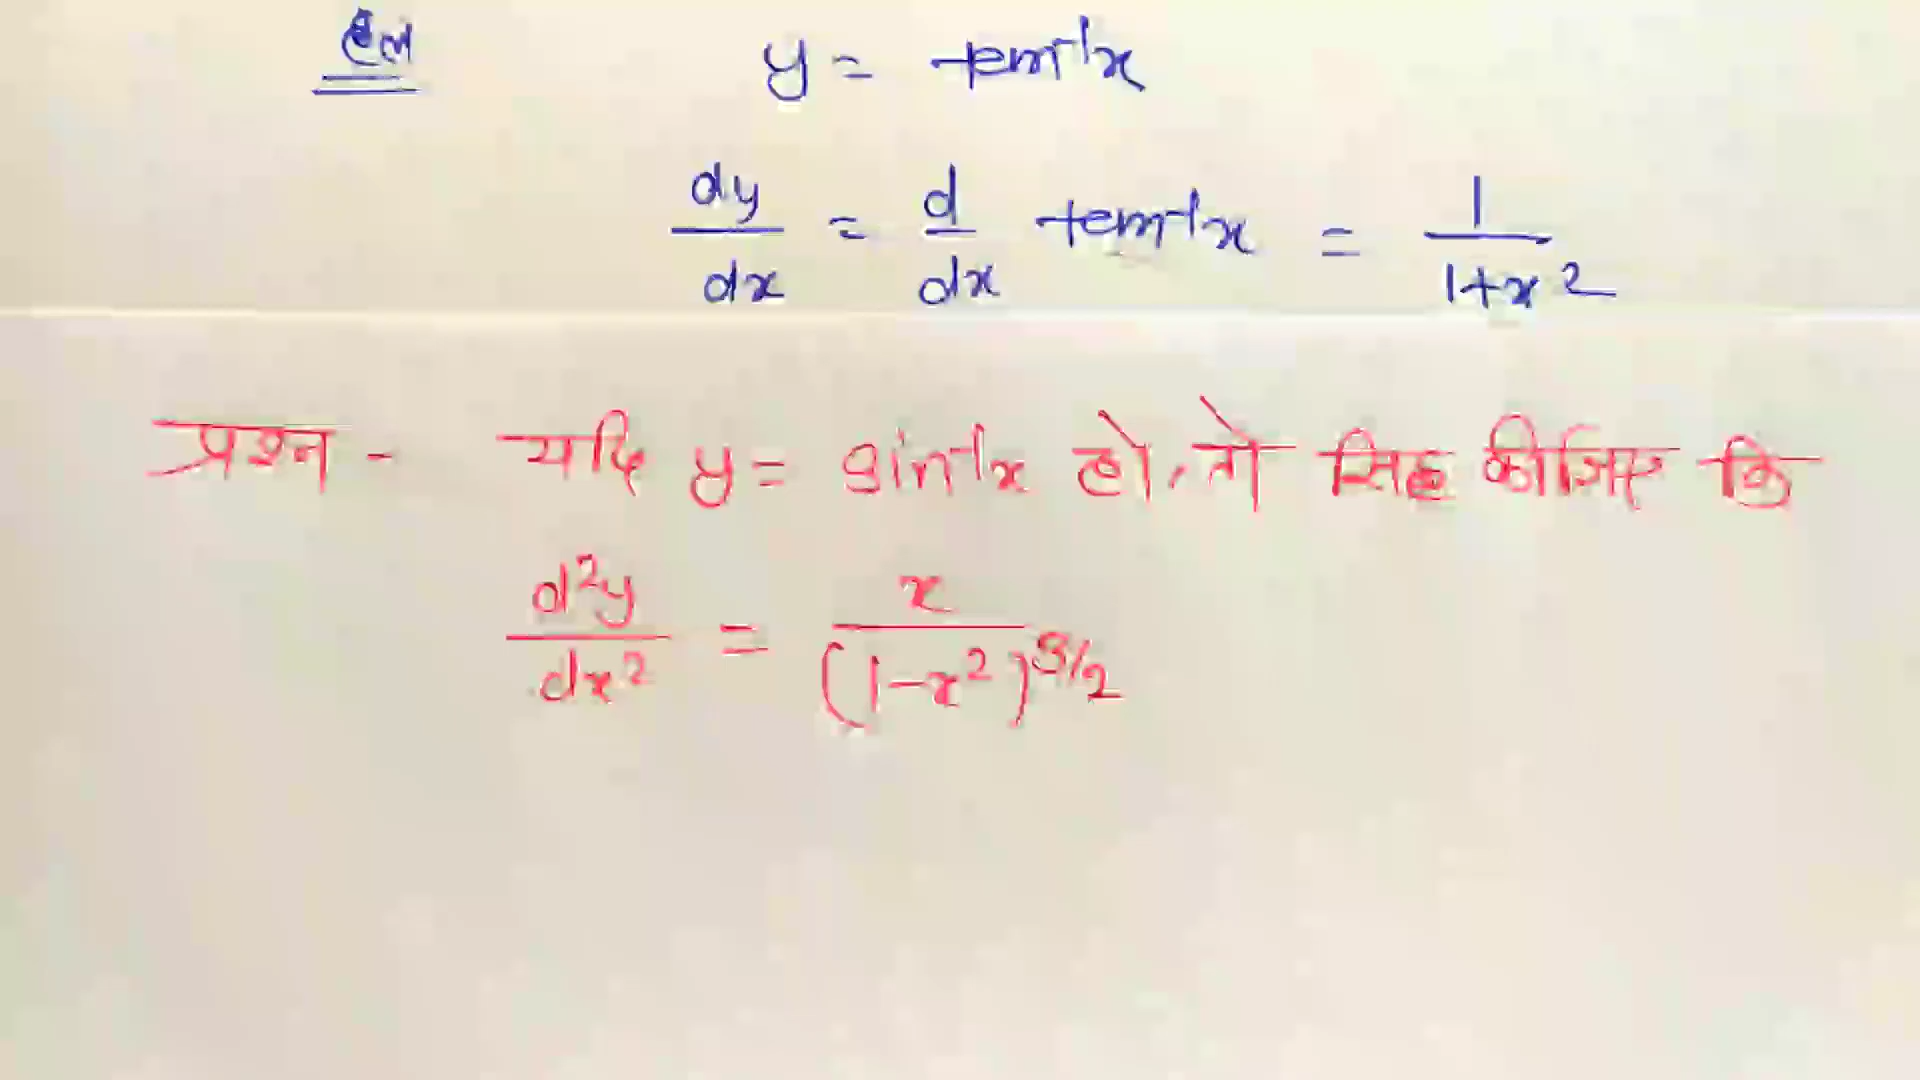 हल y = tan⁻¹x
dy/dx = d/dx tan⁻¹x = 1/(1+x²)
प्रश्न - यदि y = sin⁻¹x हो, तो सिद्ध कीजिए कि
d²y/dx² = x/(1-x²)^3/2